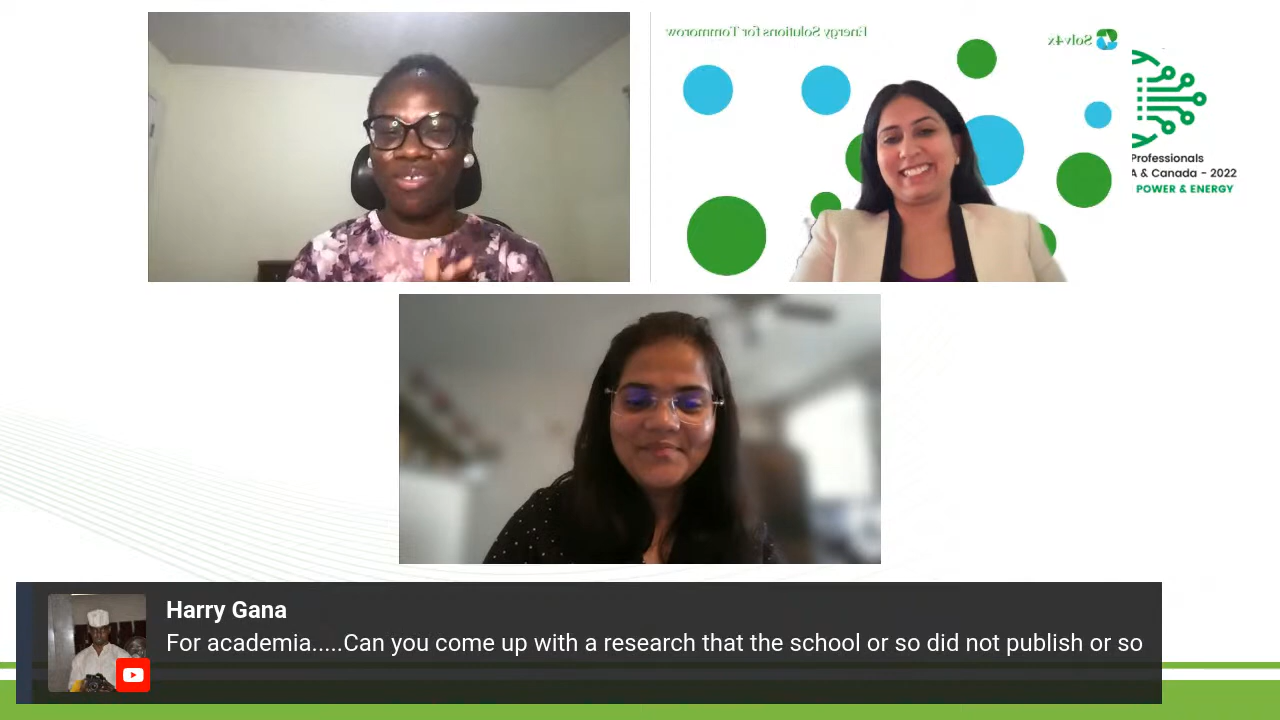 Energy Solutions for Tommorow
Solv4x
Professionals
A & Canada - 2022
POWER & ENERGY
Harry Gana
For academia.....Can you come up with a research that the school or so did not publish or so